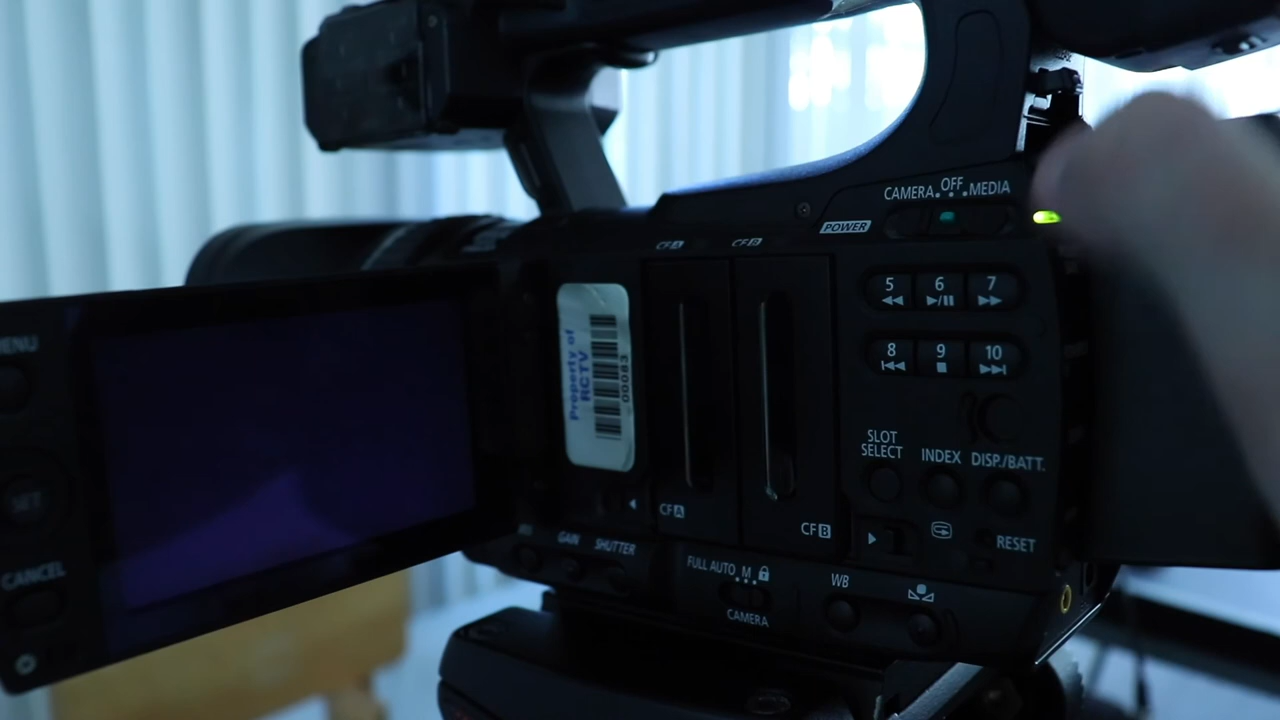 CAMERA OFF MEDIA
POWER
CF A
CF B
5 6 7
8 9 10
Property of
RCTV
00083
MENU
SET
CANCEL
SLOT
SELECT
INDEX
DISP./BATT.
CF A
CF B
RESET
GAIN
SHUTTER
FULL AUTO M
CAMERA
WB